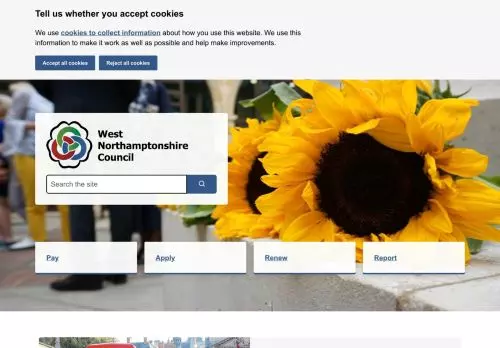 Tell us whether you accept cookies
We use cookies to collect information about how you use this website. We use this
information to make it work as well as possible and help make improvements.
Accept all cookies
Reject all cookies
West
Northamptonshire
Council
Search the site
Pay
Apply
Renew
Report